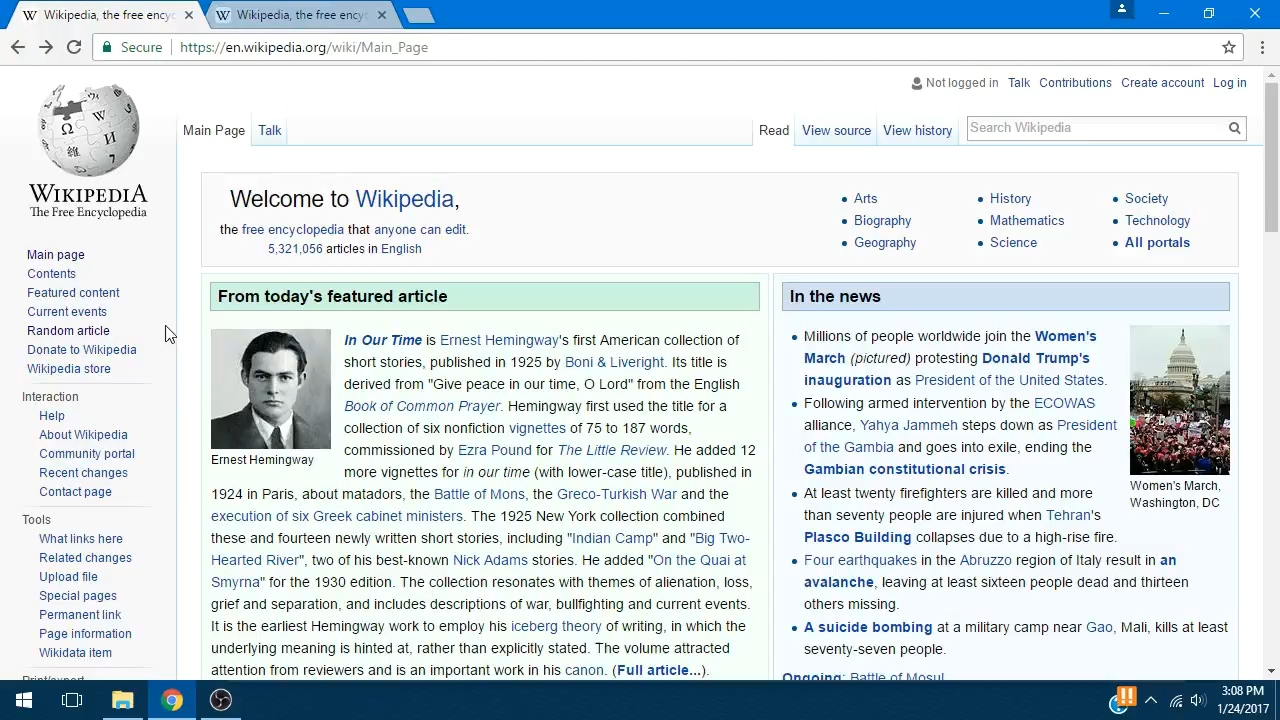 Wikipedia, the free ency
Wikipedia, the free ency
Secure
https://en.wikipedia.org/wiki/Main_Page
Not logged in Talk Contributions Create account Log in
Main Page Talk
Read View source View history
Search Wikipedia
WIKIPEDIA
The Free Encyclopedia
Main page
Contents
Featured content
Current events
Random article
Donate to Wikipedia
Wikipedia store
Interaction
Help
About Wikipedia
Community portal
Recent changes
Contact page
Tools
What links here
Related changes
Upload file
Special pages
Permanent link
Page information
Wikidata item
Print/export
Welcome to Wikipedia,
the free encyclopedia that anyone can edit.
5,321,056 articles in English
Arts
Biography
Geography
History
Mathematics
Science
Society
Technology
All portals
From today's featured article
Ernest Hemingway
In Our Time is Ernest Hemingway's first American collection of
short stories, published in 1925 by Boni & Liveright. Its title is
derived from "Give peace in our time, O Lord" from the English
Book of Common Prayer. Hemingway first used the title for a
collection of six nonfiction vignettes of 75 to 187 words,
commissioned by Ezra Pound for The Little Review. He added 12
more vignettes for in our time (with lower-case title), published in
1924 in Paris, about matadors, the Battle of Mons, the Greco-Turkish War and the
execution of six Greek cabinet ministers. The 1925 New York collection combined
these and fourteen newly written short stories, including "Indian Camp" and "Big Two-
Hearted River", two of his best-known Nick Adams stories. He added "On the Quai at
Smyrna" for the 1930 edition. The collection resonates with themes of alienation, loss,
grief and separation, and includes descriptions of war, bullfighting and current events.
It is the earliest Hemingway work to employ his iceberg theory of writing, in which the
underlying meaning is hinted at, rather than explicitly stated. The volume attracted
attention from reviewers and is an important work in his canon. (Full article...).
In the news
Millions of people worldwide join the Women's
March (pictured) protesting Donald Trump's
inauguration as President of the United States.
Following armed intervention by the ECOWAS
alliance, Yahya Jammeh steps down as President
of the Gambia and goes into exile, ending the
Gambian constitutional crisis.
At least twenty firefighters are killed and more
than seventy people are injured when Tehran's
Plasco Building collapses due to a high-rise fire.
Four earthquakes in the Abruzzo region of Italy result in an
avalanche, leaving at least sixteen people dead and thirteen
others missing.
A suicide bombing at a military camp near Gao, Mali, kills at least
seventy-seven people.
Ongoing: Battle of Mosul
Women's March,
Washington, DC
3:08 PM
1/24/2017